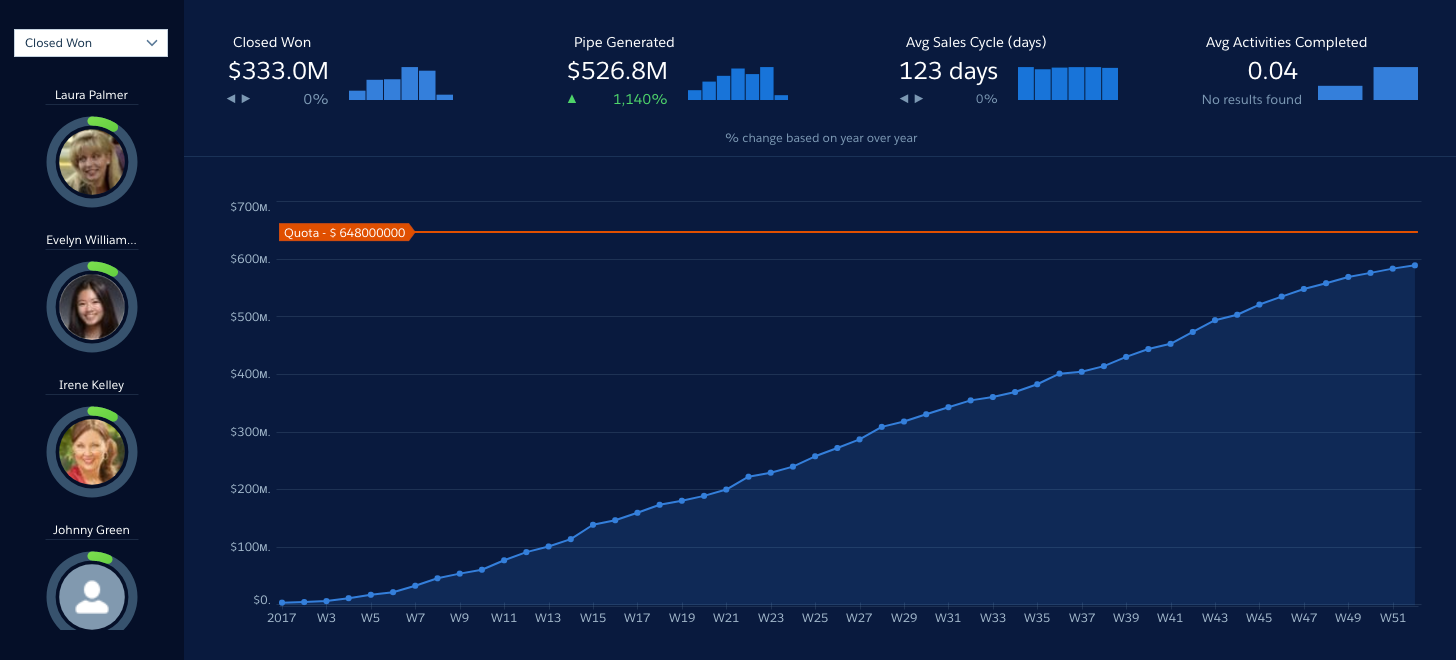 Closed Won
Laura Palmer
Evelyn William...
Irene Kelley
Johnny Green
Closed Won
$333.0M
0%
Pipe Generated
$526.8M
1,140%
Avg Sales Cycle (days)
123 days
0%
Avg Activities Completed
0.04
No results found
% change based on year over year
$700M.
Quota - $ 648000000
$600M.
$500M.
$400M.
$300M.
$200M.
$100M.
$0.
2017 W3 W5 W7 W9 W11 W13 W15 W17 W19 W21 W23 W25 W27 W29 W31 W33 W35 W37 W39 W41 W43 W45 W47 W49 W51